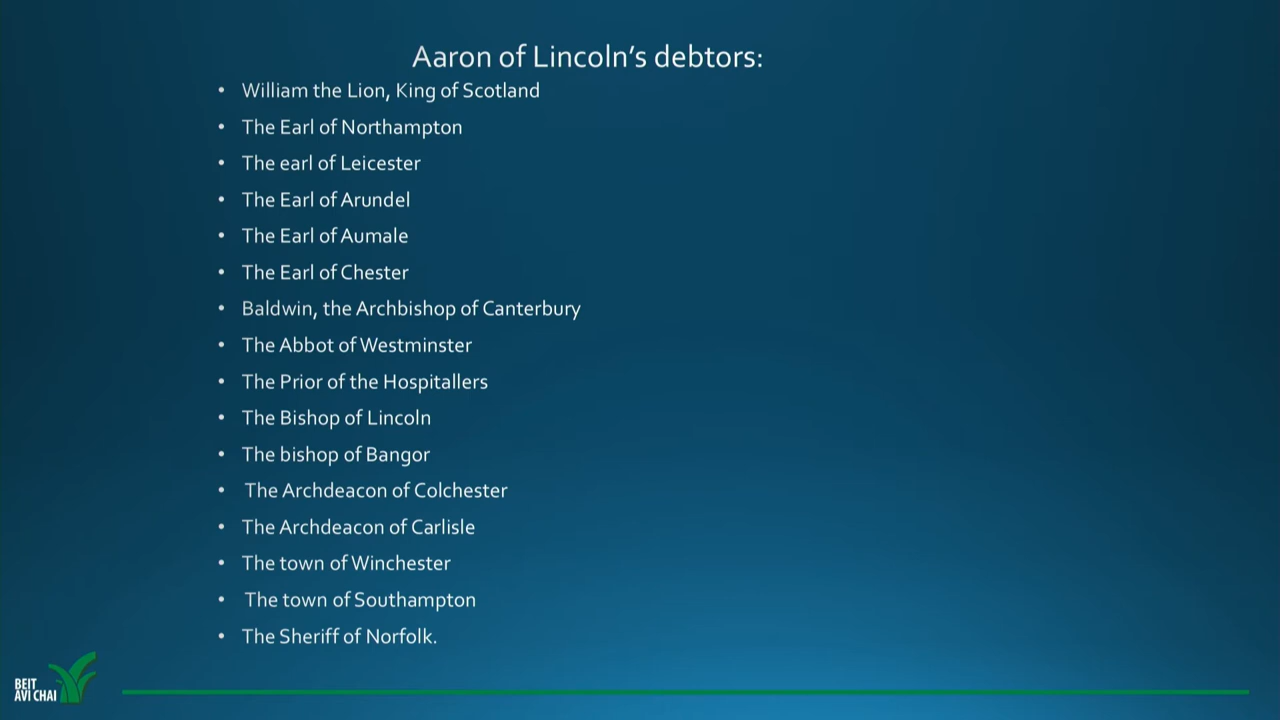 Aaron of Lincoln's debtors:
• William the Lion, King of Scotland
• The Earl of Northampton
• The earl of Leicester
• The Earl of Arundel
• The Earl of Aumale
• The Earl of Chester
• Baldwin, the Archbishop of Canterbury
• The Abbot of Westminster
• The Prior of the Hospitallers
• The Bishop of Lincoln
• The bishop of Bangor
• The Archdeacon of Colchester
• The Archdeacon of Carlisle
• The town of Winchester
• The town of Southampton
• The Sheriff of Norfolk.
BEIT
AVI CHAI